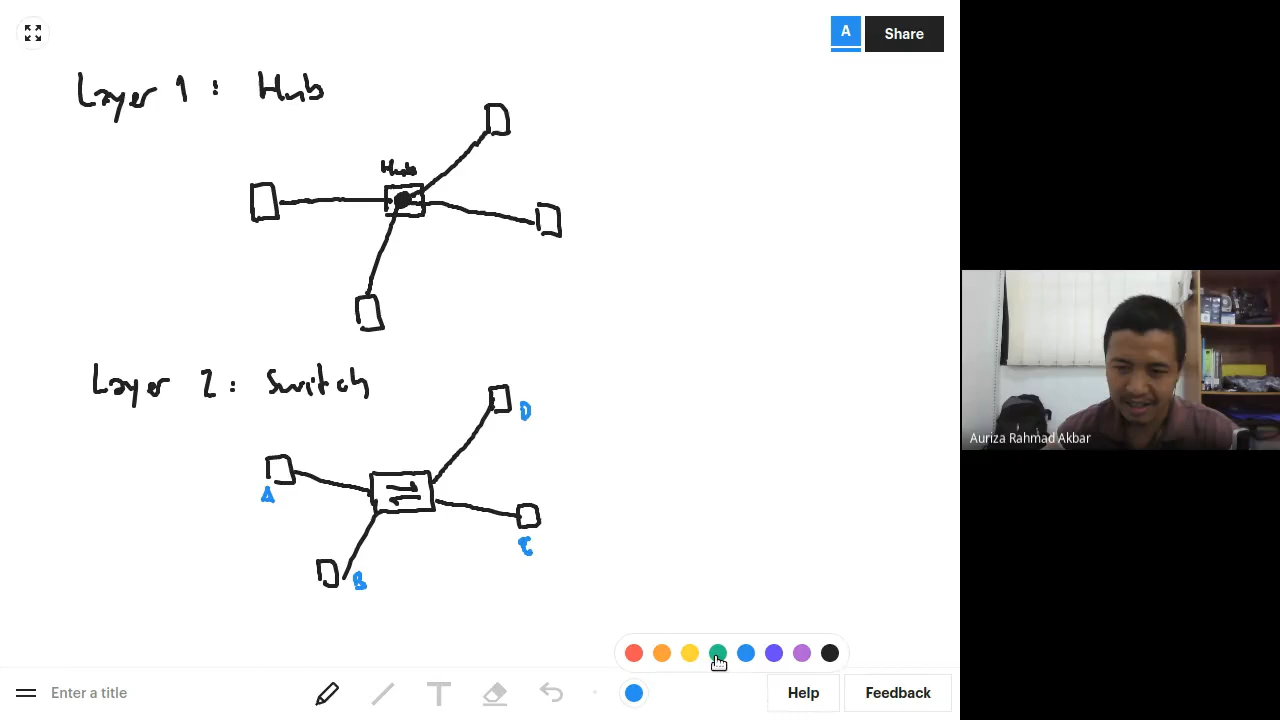 A
Share
Layer 1 : Hub
Hub
Layer 2 : Switch
D
A
C
B
Auriza Rahmad Akbar
Enter a title
T
Help
Feedback